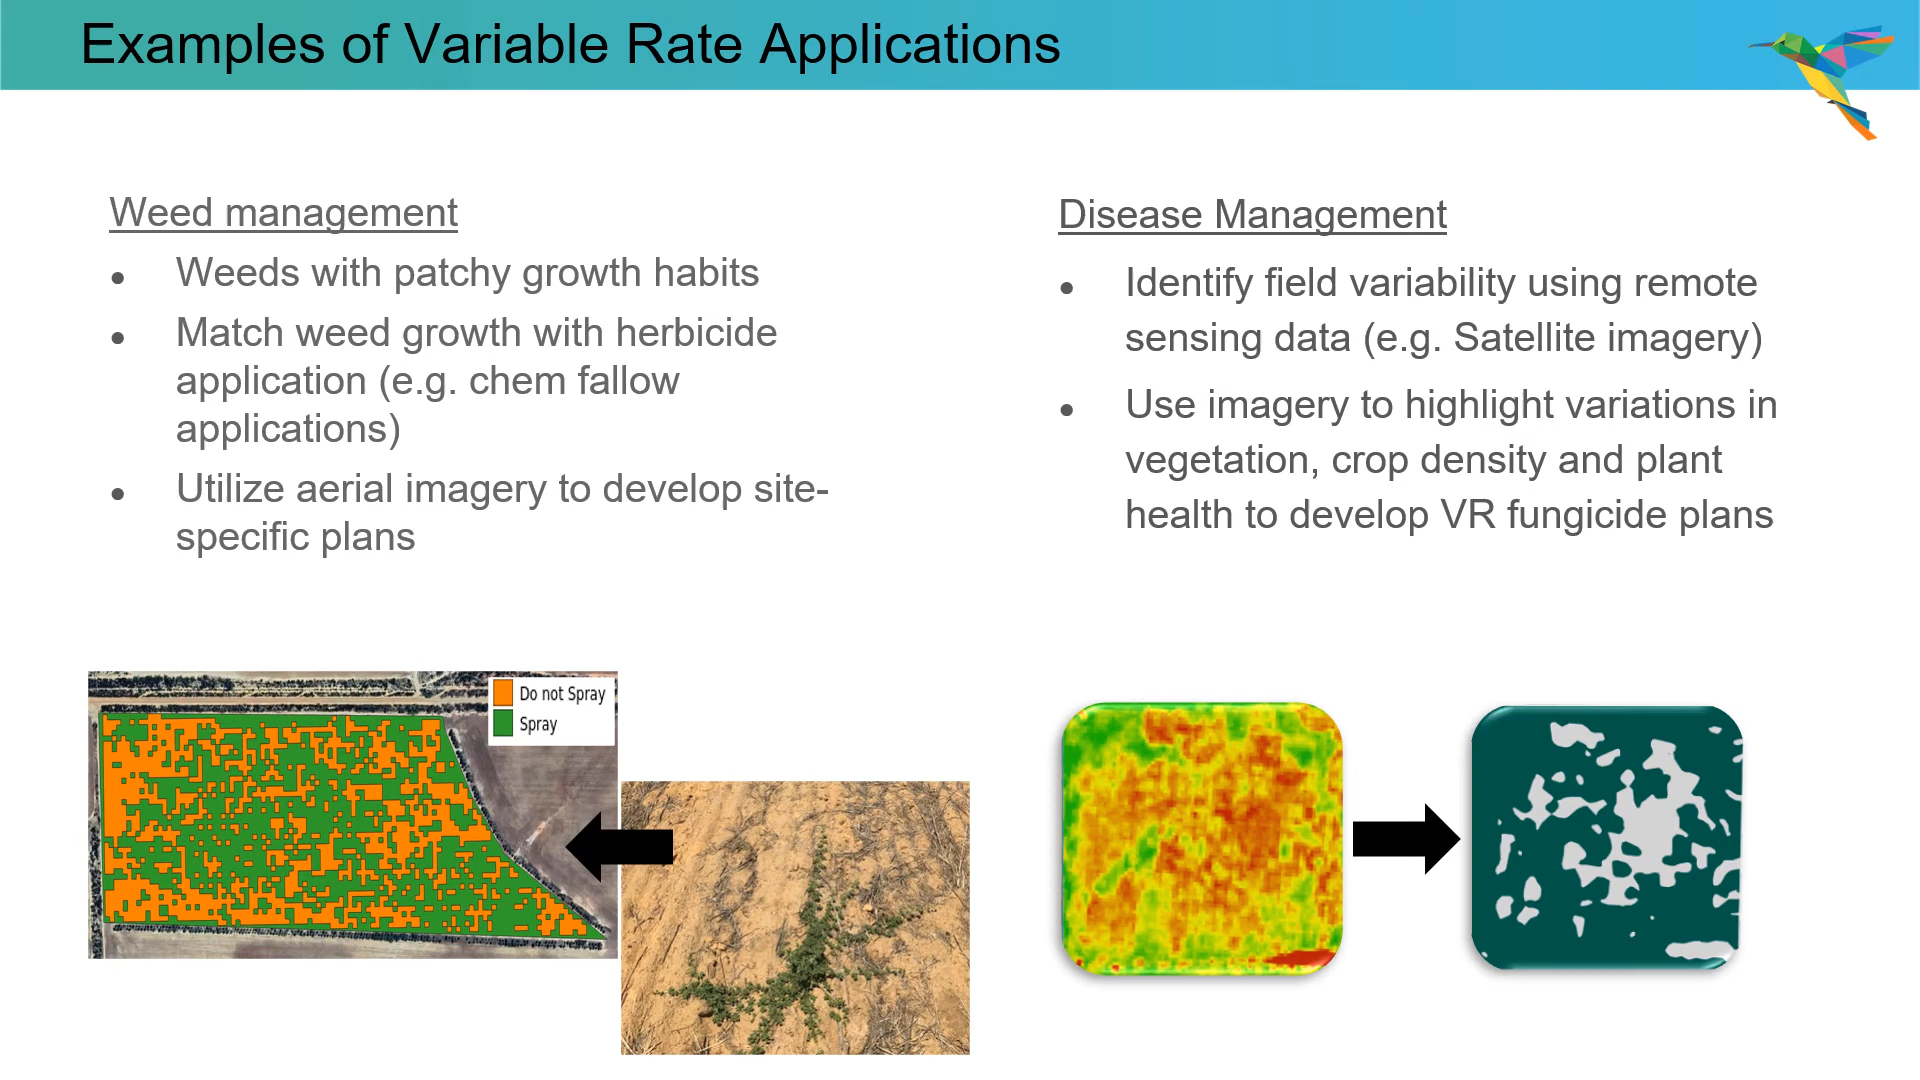 Examples of Variable Rate Applications
Weed management
● Weeds with patchy growth habits
● Match weed growth with herbicide
application (e.g. chem fallow
applications)
● Utilize aerial imagery to develop site-
specific plans
Disease Management
● Identify field variability using remote
sensing data (e.g. Satellite imagery)
● Use imagery to highlight variations in
vegetation, crop density and plant
health to develop VR fungicide plans
Do not Spray
Spray